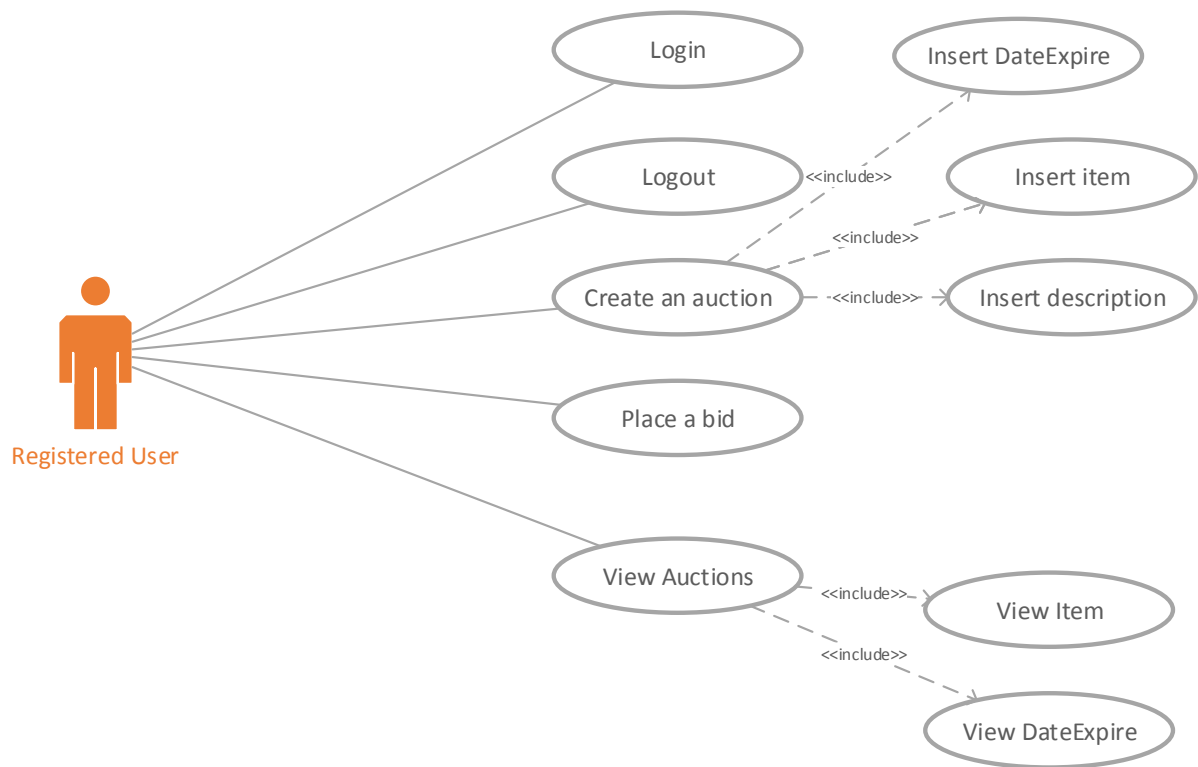 Login
Insert DateExpire
Logout
<<include>>
Insert item
<<include>>
Create an auction
<<include>>
Insert description
Place a bid
Registered User
View Auctions
<<include>>
View Item
<<include>>
View DateExpire